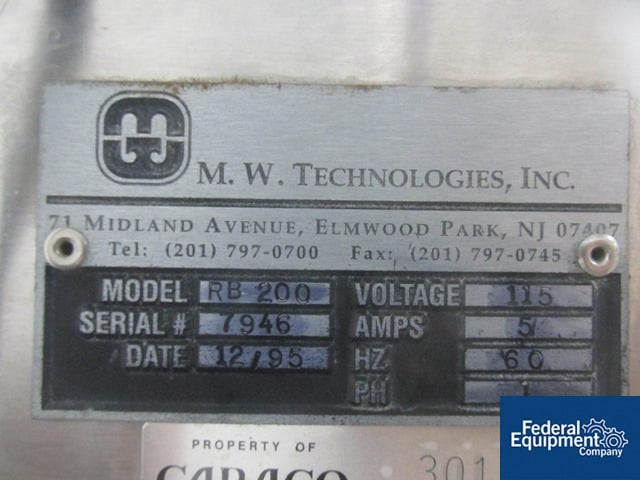 M. W. TECHNOLOGIES, INC.
71 MIDLAND AVENUE, ELMWOOD PARK, NJ 07407
Tel: (201) 797-0700 Fax: (201) 797-0745
MODEL RB 200 VOLTAGE 115
SERIAL # 7946 AMPS 5
DATE 12/95 HZ 60
PH 1
PROPERTY OF
CARACO 301
Federal
Equipment
Company